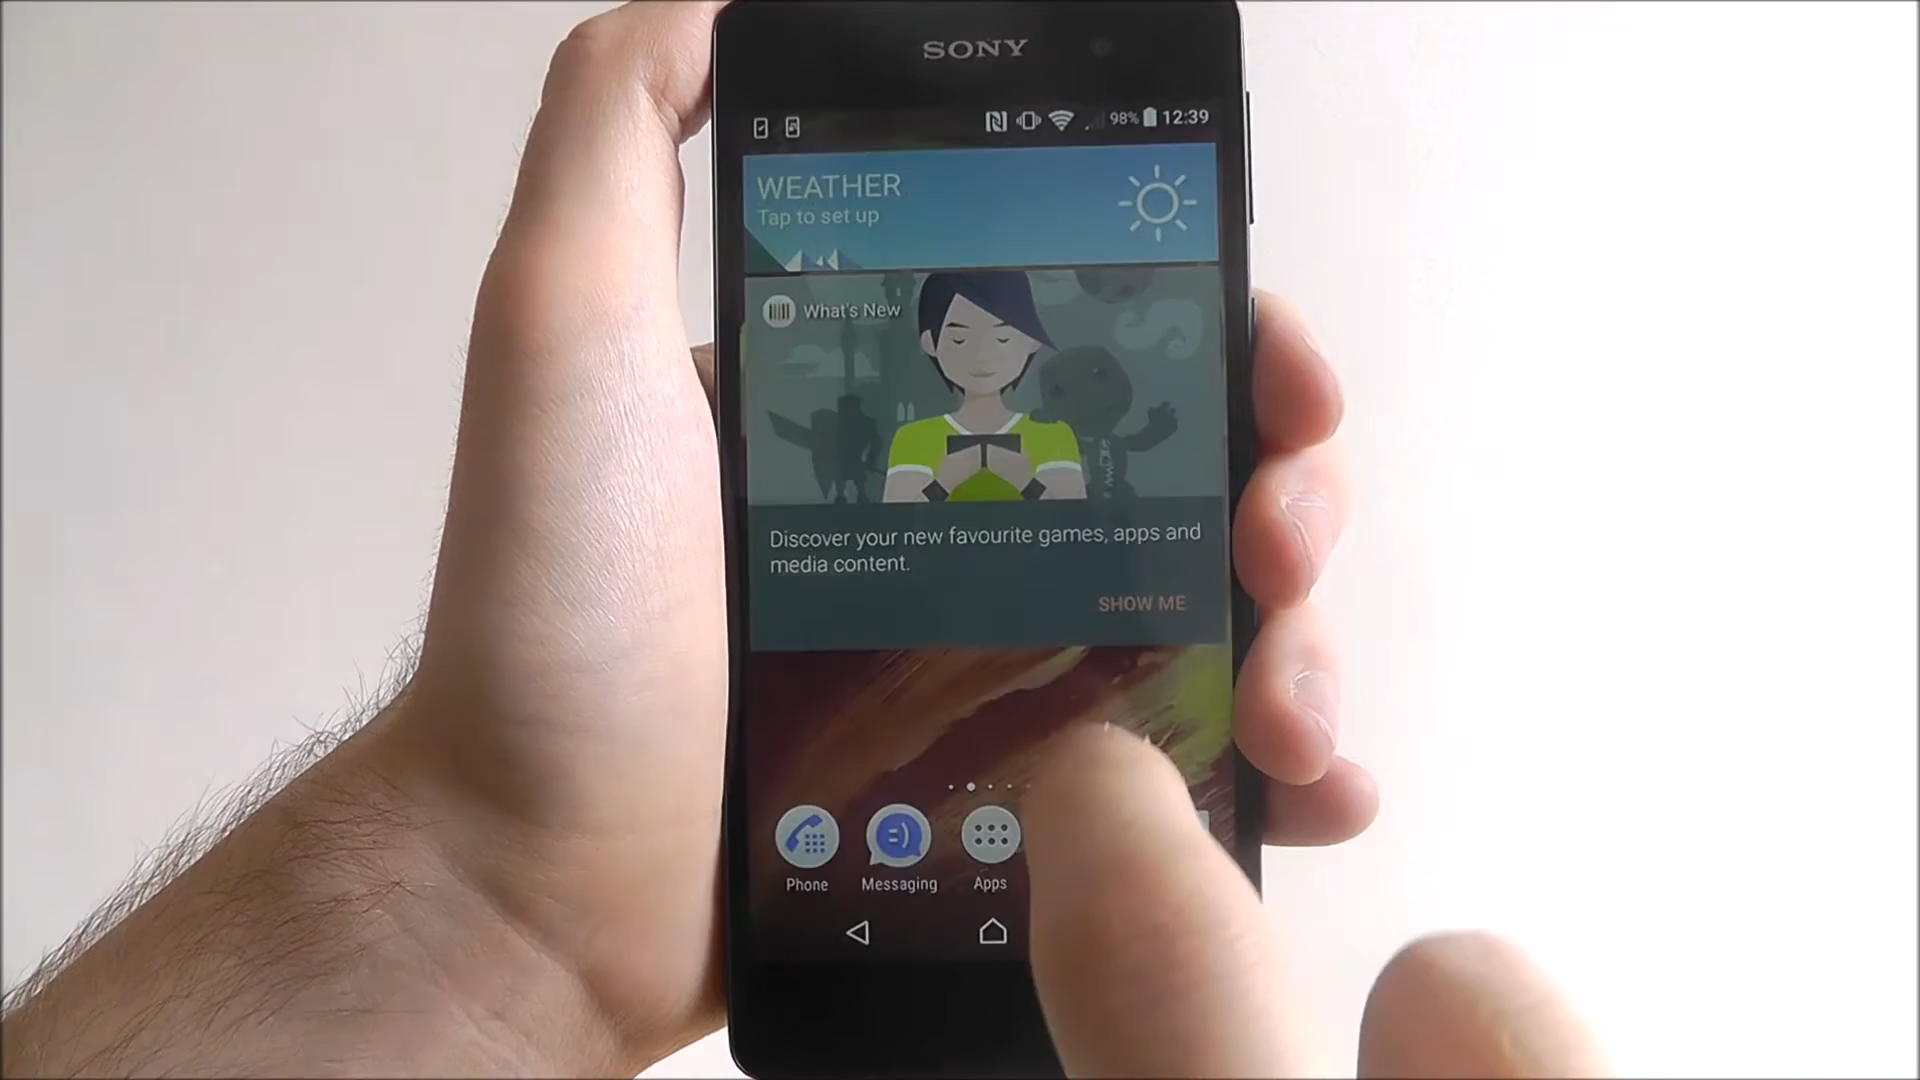 SONY
98% 12:39
WEATHER
Tap to set up
What's New
Discover your new favourite games, apps and
media content.
SHOW ME
Phone
Messaging
Apps